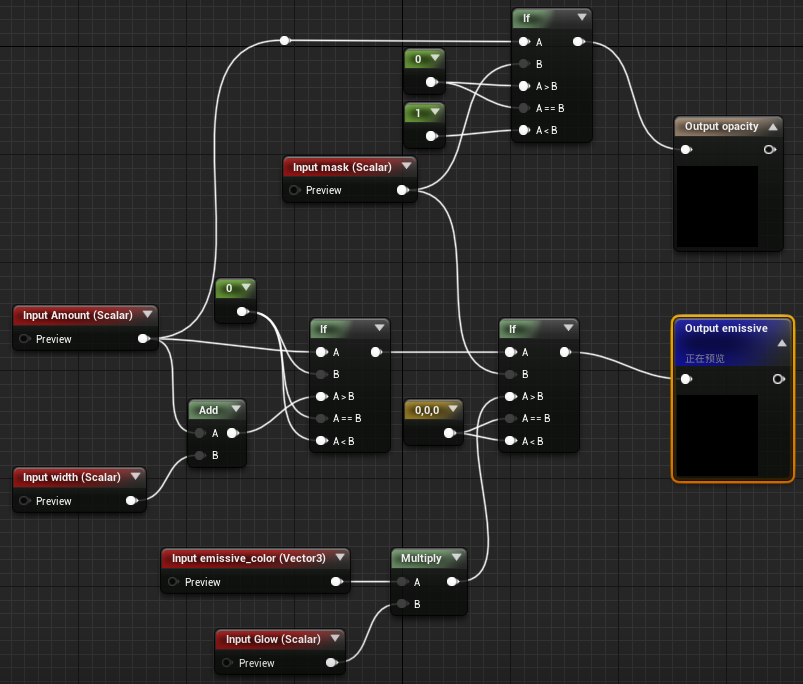 If
A
B
A > B
A == B
A < B
0
1
Input mask (Scalar)
Preview
Output opacity
Input Amount (Scalar)
Preview
0
If
A
B
A > B
A == B
A < B
If
A
B
A > B
A == B
A < B
Output emissive
正在预览
Add
A
B
0,0,0
Input width (Scalar)
Preview
Input emissive_color (Vector3)
Preview
Multiply
A
B
Input Glow (Scalar)
Preview